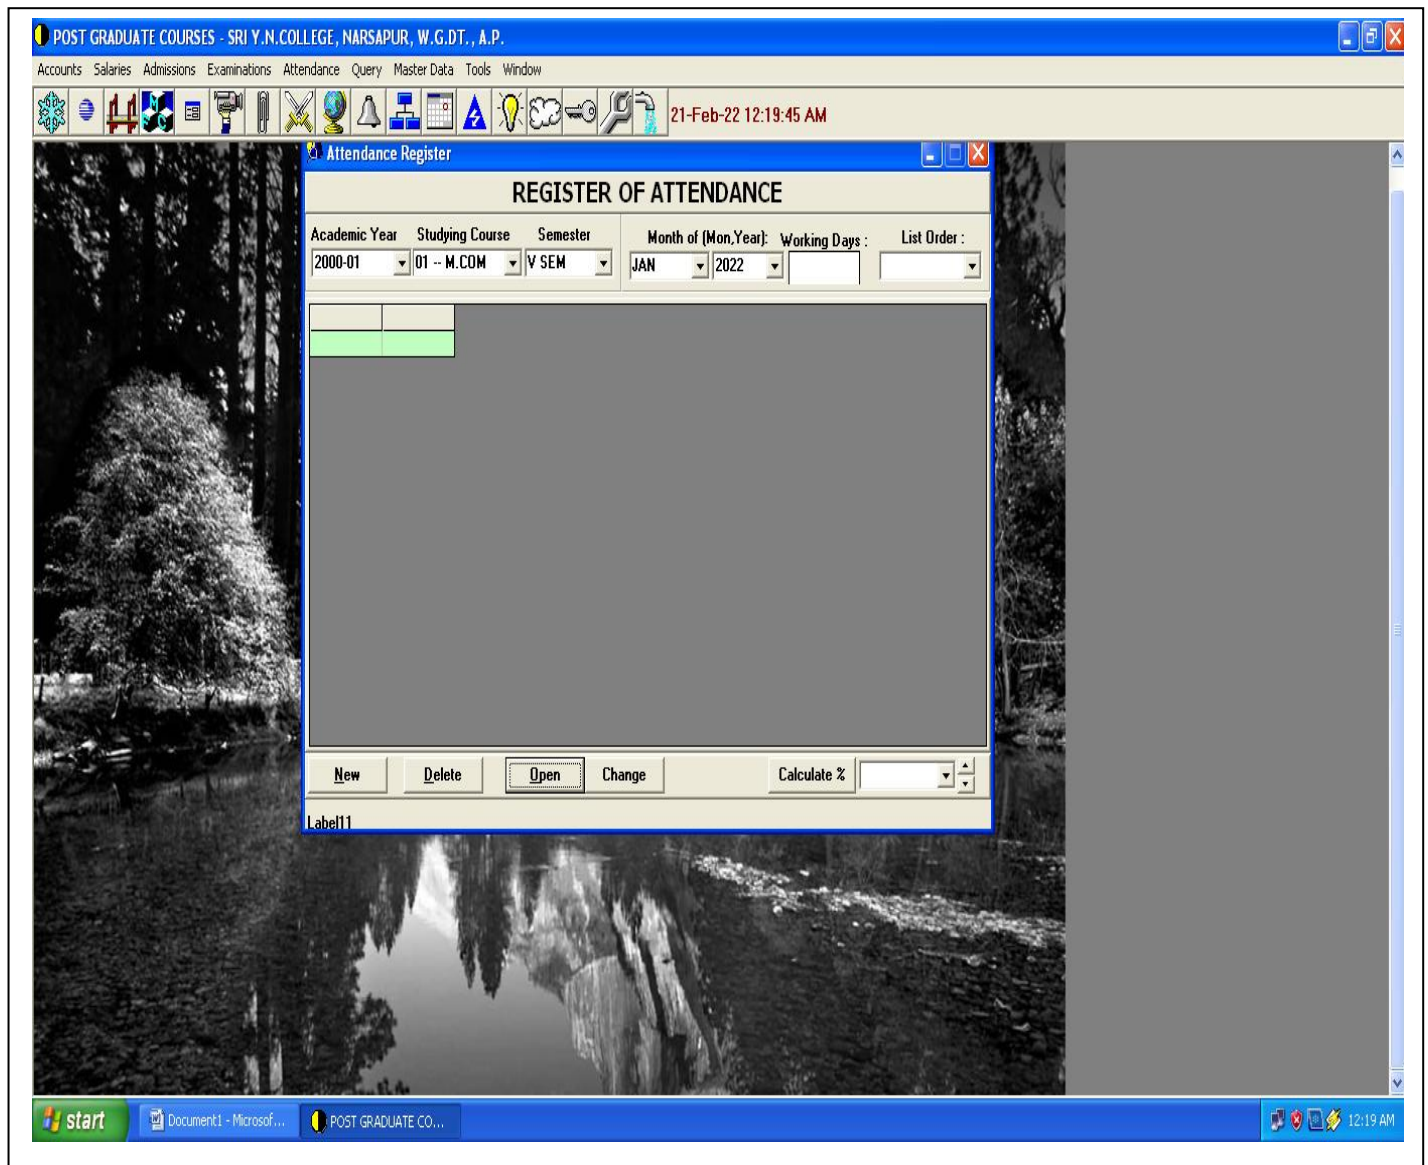 POST GRADUATE COURSES - SRI Y.N.COLLEGE, NARSAPUR, W.G.DT., A.P.
Accounts Salaries Admissions Examinations Attendance Query Master Data Tools Window
21-Feb-22 12:19:45 AM
Attendance Register
REGISTER OF ATTENDANCE
Academic Year Studying Course Semester Month of (Mon,Year): Working Days : List Order :
2000-01 01 -- M.COM V SEM JAN 2022
New Delete Open Change Calculate %
Label11
start Document1 - Microsof... POST GRADUATE CO... 12:19 AM